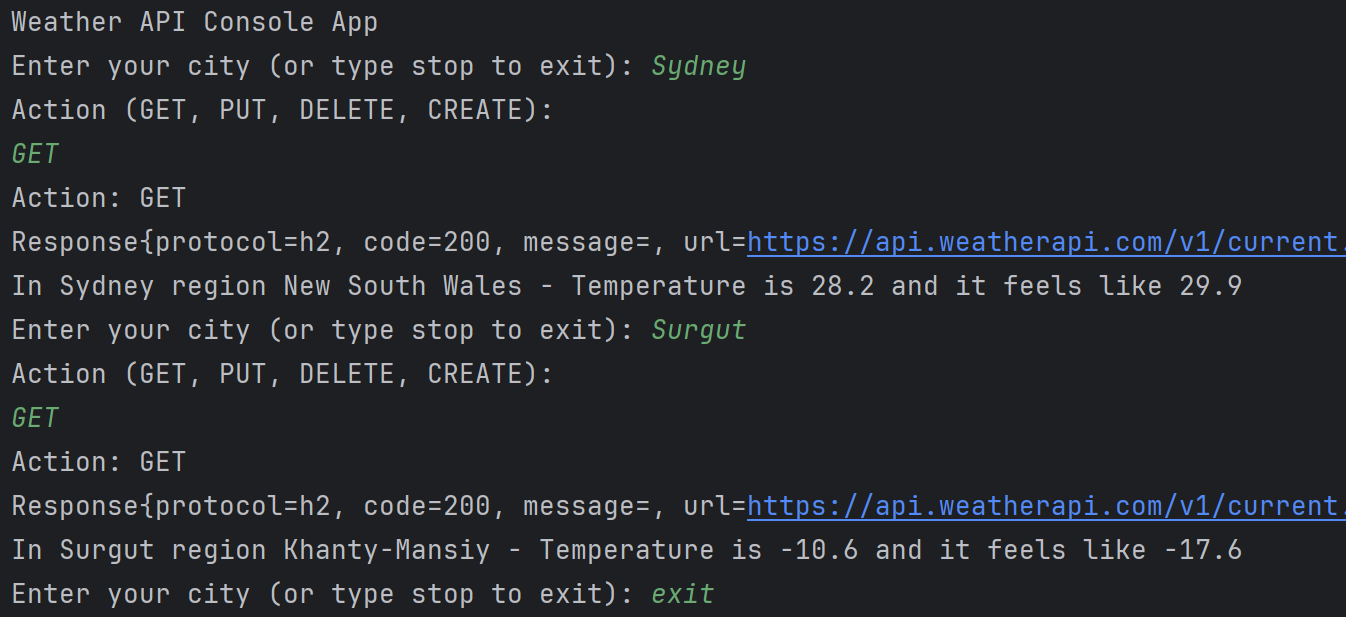 Weather API Console App
Enter your city (or type stop to exit): Sydney
Action (GET, PUT, DELETE, CREATE):
GET
Action: GET
Response{protocol=h2, code=200, message=, url=https://api.weatherapi.com/v1/current.
In Sydney region New South Wales - Temperature is 28.2 and it feels like 29.9
Enter your city (or type stop to exit): Surgut
Action (GET, PUT, DELETE, CREATE):
GET
Action: GET
Response{protocol=h2, code=200, message=, url=https://api.weatherapi.com/v1/current.
In Surgut region Khanty-Mansiy - Temperature is -10.6 and it feels like -17.6
Enter your city (or type stop to exit): exit